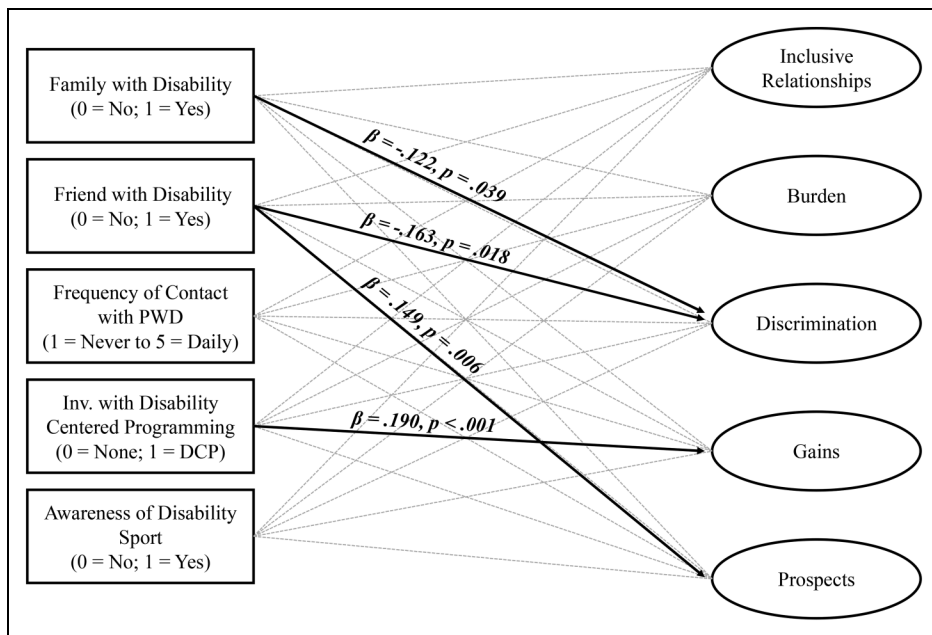 Family with Disability
(0 = No; 1 = Yes)
Friend with Disability
(0 = No; 1 = Yes)
Frequency of Contact
with PWD
(1 = Never to 5 = Daily)
Inv. with Disability
Centered Programming
(0 = None; 1 = DCP)
Awareness of Disability
Sport
(0 = No; 1 = Yes)
β = -.122, p = .039
β = -.163, p = .018
β = .149, p = .006
β = .190, p < .001
Inclusive
Relationships
Burden
Discrimination
Gains
Prospects